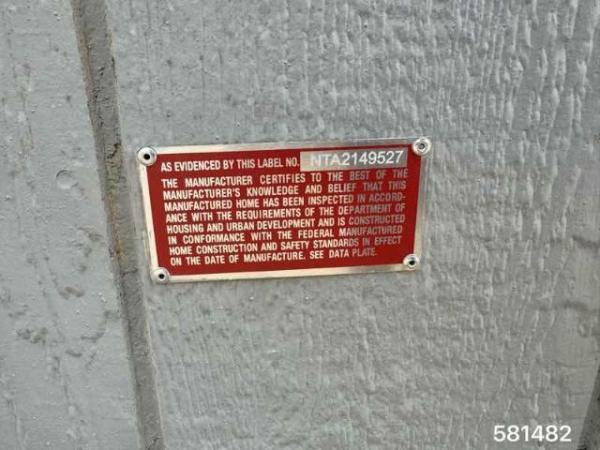 AS EVIDENCED BY THIS LABEL NO. NTA2149527
THE MANUFACTURER CERTIFIES TO THE BEST OF THE
MANUFACTURER'S KNOWLEDGE AND BELIEF THAT THIS
MANUFACTURED HOME HAS BEEN INSPECTED IN ACCORD-
ANCE WITH THE REQUIREMENTS OF THE DEPARTMENT OF
HOUSING AND URBAN DEVELOPMENT AND IS CONSTRUCTED
IN CONFORMANCE WITH THE FEDERAL MANUFACTURED
HOME CONSTRUCTION AND SAFETY STANDARDS IN EFFECT
ON THE DATE OF MANUFACTURE. SEE DATA PLATE.
581482